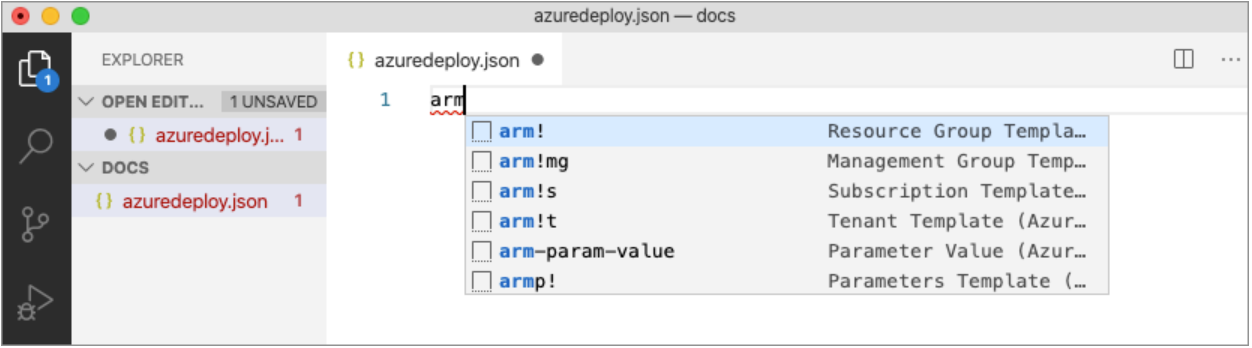 azuredeploy.json — docs
EXPLORER
OPEN EDIT... 1 UNSAVED
{} azuredeploy.j... 1
DOCS
{} azuredeploy.json 1
1
{} azuredeploy.json
...
1 arm
arm! Resource Group Templa…
arm!mg Management Group Temp…
arm!s Subscription Template…
arm!t Tenant Template (Azur…
arm-param-value Parameter Value (Azur…
armp! Parameters Template (…